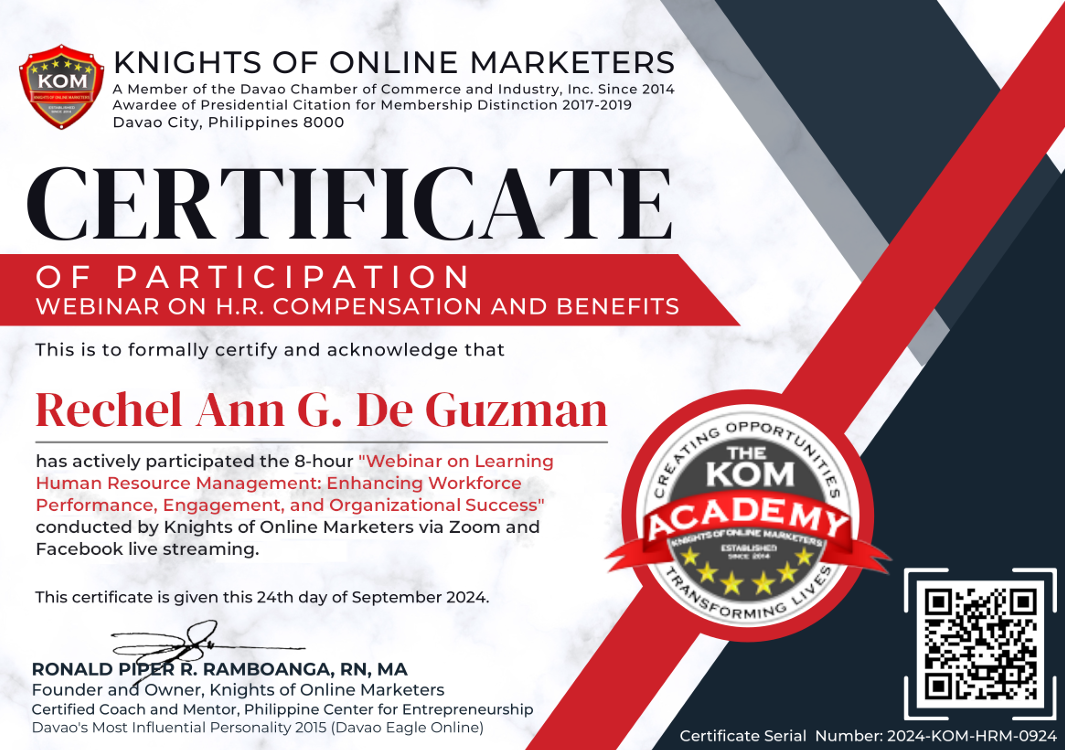 KOM
KNIGHTS OF ONLINE MARKETERS
ESTABLISHED
SINCE 2014
KNIGHTS OF ONLINE MARKETERS
A Member of the Davao Chamber of Commerce and Industry, Inc. Since 2014
Awardee of Presidential Citation for Membership Distinction 2017-2019
Davao City, Philippines 8000
CERTIFICATE
OF PARTICIPATION
WEBINAR ON H.R. COMPENSATION AND BENEFITS
This is to formally certify and acknowledge that
Rechel Ann G. De Guzman
has actively participated the 8-hour "Webinar on Learning
Human Resource Management: Enhancing Workforce
Performance, Engagement, and Organizational Success"
conducted by Knights of Online Marketers via Zoom and
Facebook live streaming.
This certificate is given this 24th day of September 2024.
RONALD PIPER R. RAMBOANGA, RN, MA
Founder and Owner, Knights of Online Marketers
Certified Coach and Mentor, Philippine Center for Entrepreneurship
Davao's Most Influential Personality 2015 (Davao Eagle Online)
CREATING OPPORTUNITIES
THE
KOM
ACADEMY
KNIGHTS OF ONLINE MARKETERS
ESTABLISHED
SINCE 2014
TRANSFORMING LIVES
Certificate Serial Number: 2024-KOM-HRM-0924